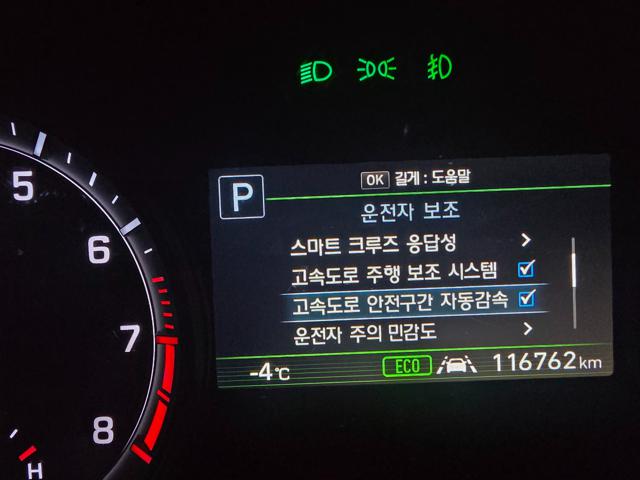 OK 길게 : 도움말
P
운전자 보조
스마트 크루즈 응답성
고속도로 주행 보조 시스템
고속도로 안전구간 자동감속
운전자 주의 민감도
-4℃ ECO 116762 km
5
6
7
8
H